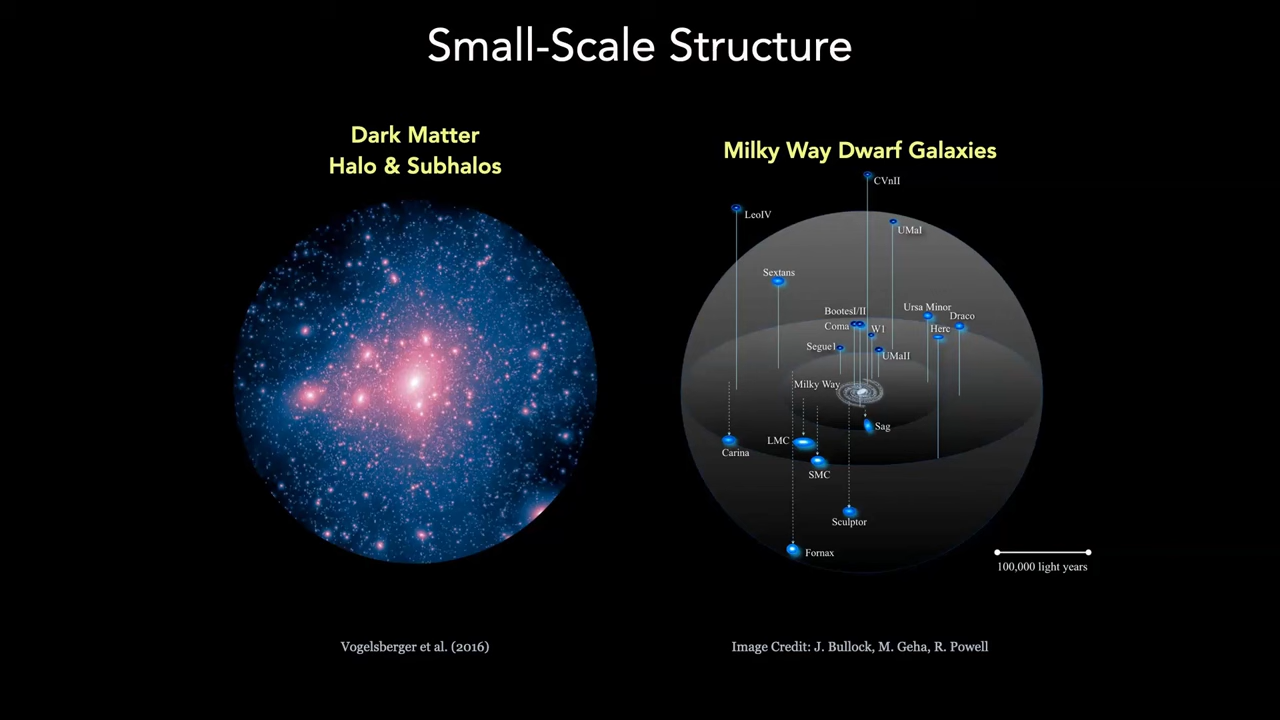 Small-Scale Structure
Dark Matter
Halo & Subhalos
Milky Way Dwarf Galaxies
CVnII
LeoIV
UMaI
Sextans
BootesI/II
Ursa Minor
Draco
Coma
W1
Herc
Segue1
UMaII
Milky Way
Sag
LMC
Carina
SMC
Sculptor
Fornax
100,000 light years
Vogelsberger et al. (2016)
Image Credit: J. Bullock, M. Geha, R. Powell